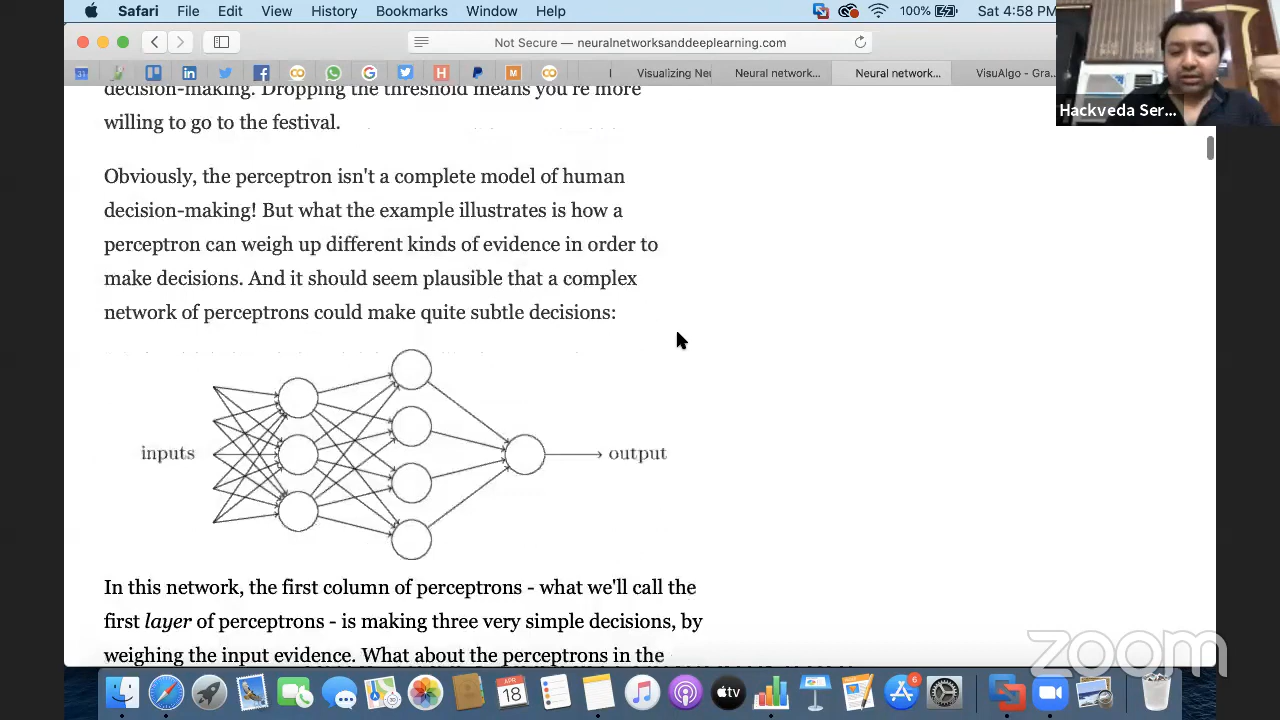 Safari File Edit View History Bookmarks Window Help 100% Sat 4:58 PM
Not Secure — neuralnetworksanddeeplearning.com
Visualizing Neu Neural network... Neural network... VisuAlgo - Gra...
Hackveda Ser...
decision-making. Dropping the threshold means you're more
willing to go to the festival.
Obviously, the perceptron isn't a complete model of human
decision-making! But what the example illustrates is how a
perceptron can weigh up different kinds of evidence in order to
make decisions. And it should seem plausible that a complex
network of perceptrons could make quite subtle decisions:
inputs output
In this network, the first column of perceptrons - what we'll call the
first layer of perceptrons - is making three very simple decisions, by
weighing the input evidence. What about the perceptrons in the
zoom
APR
18
tv
6